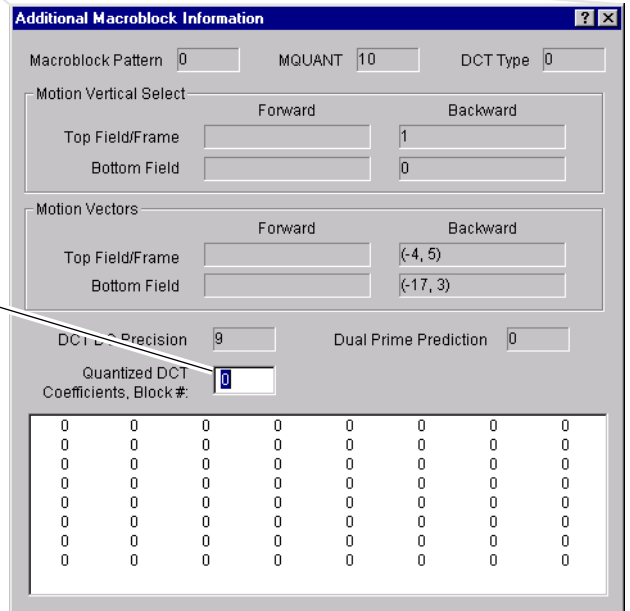 Additional Macroblock Information
Macroblock Pattern 0 MQUANT 10 DCT Type 0
Motion Vertical Select
Forward Backward
Top Field/Frame 1
Bottom Field 0
Motion Vectors
Forward Backward
Top Field/Frame (-4, 5)
Bottom Field (-17, 3)
DCT DC Precision 9 Dual Prime Prediction 0
Quantized DCT
Coefficients, Block #: 0
0 0 0 0 0 0 0 0
0 0 0 0 0 0 0 0
0 0 0 0 0 0 0 0
0 0 0 0 0 0 0 0
0 0 0 0 0 0 0 0
0 0 0 0 0 0 0 0
0 0 0 0 0 0 0 0
0 0 0 0 0 0 0 0